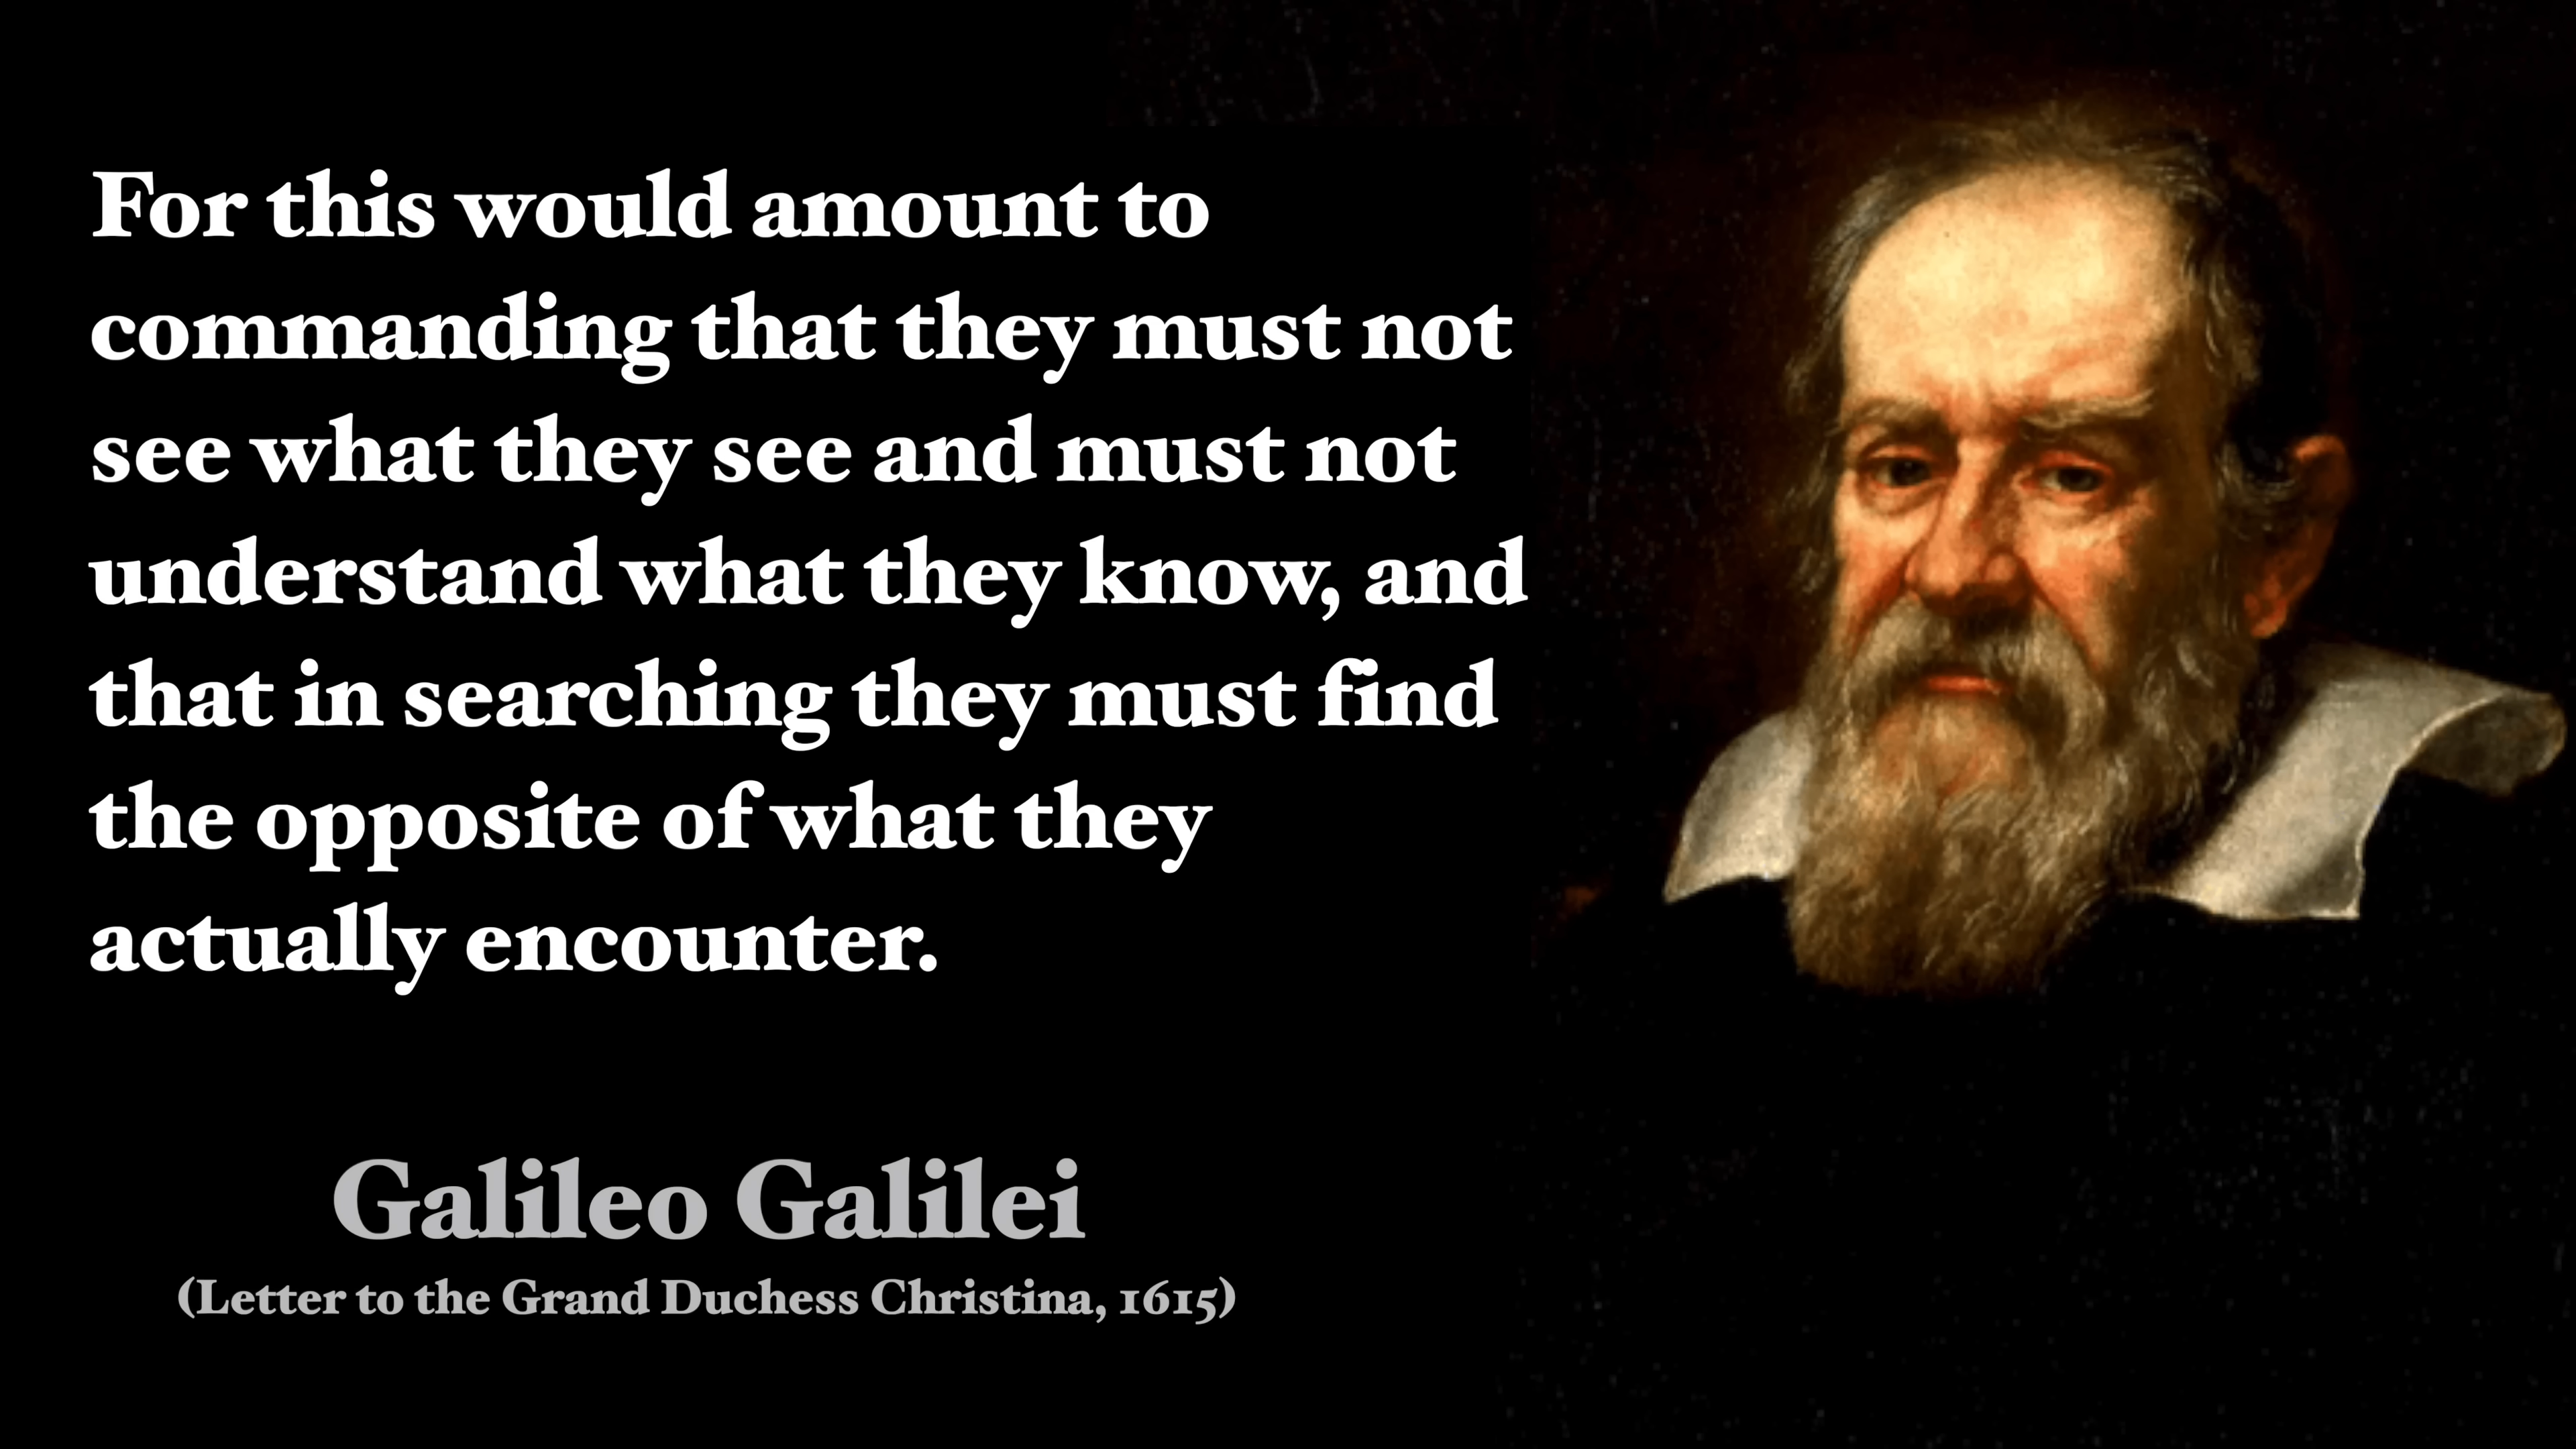 For this would amount to
commanding that they must not
see what they see and must not
understand what they know, and
that in searching they must find
the opposite of what they
actually encounter.
Galileo Galilei
(Letter to the Grand Duchess Christina, 1615)